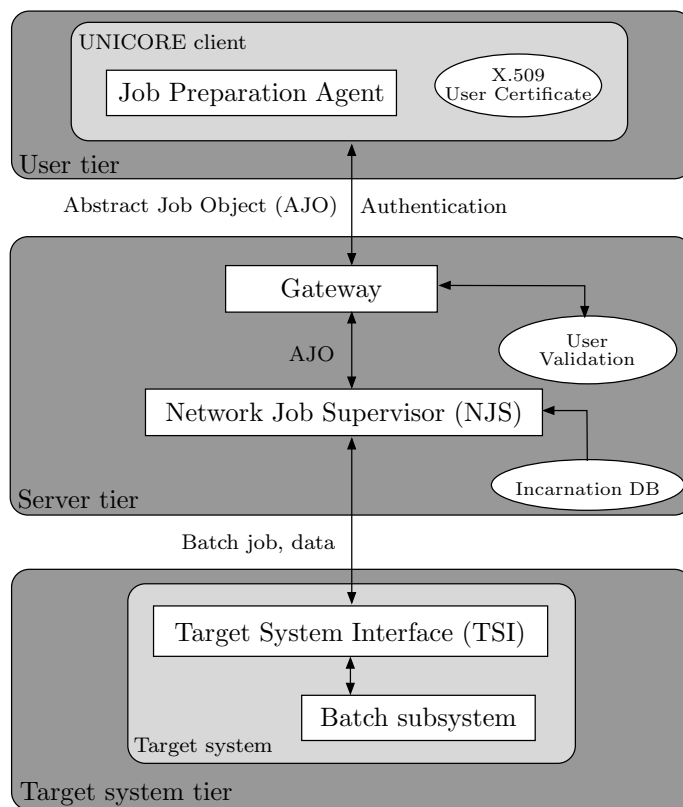 UNICORE client
Job Preparation Agent
X.509
User Certificate
User tier
Abstract Job Object (AJO)
Authentication
Gateway
User
Validation
AJO
Network Job Supervisor (NJS)
Incarnation DB
Server tier
Batch job, data
Target System Interface (TSI)
Batch subsystem
Target system
Target system tier